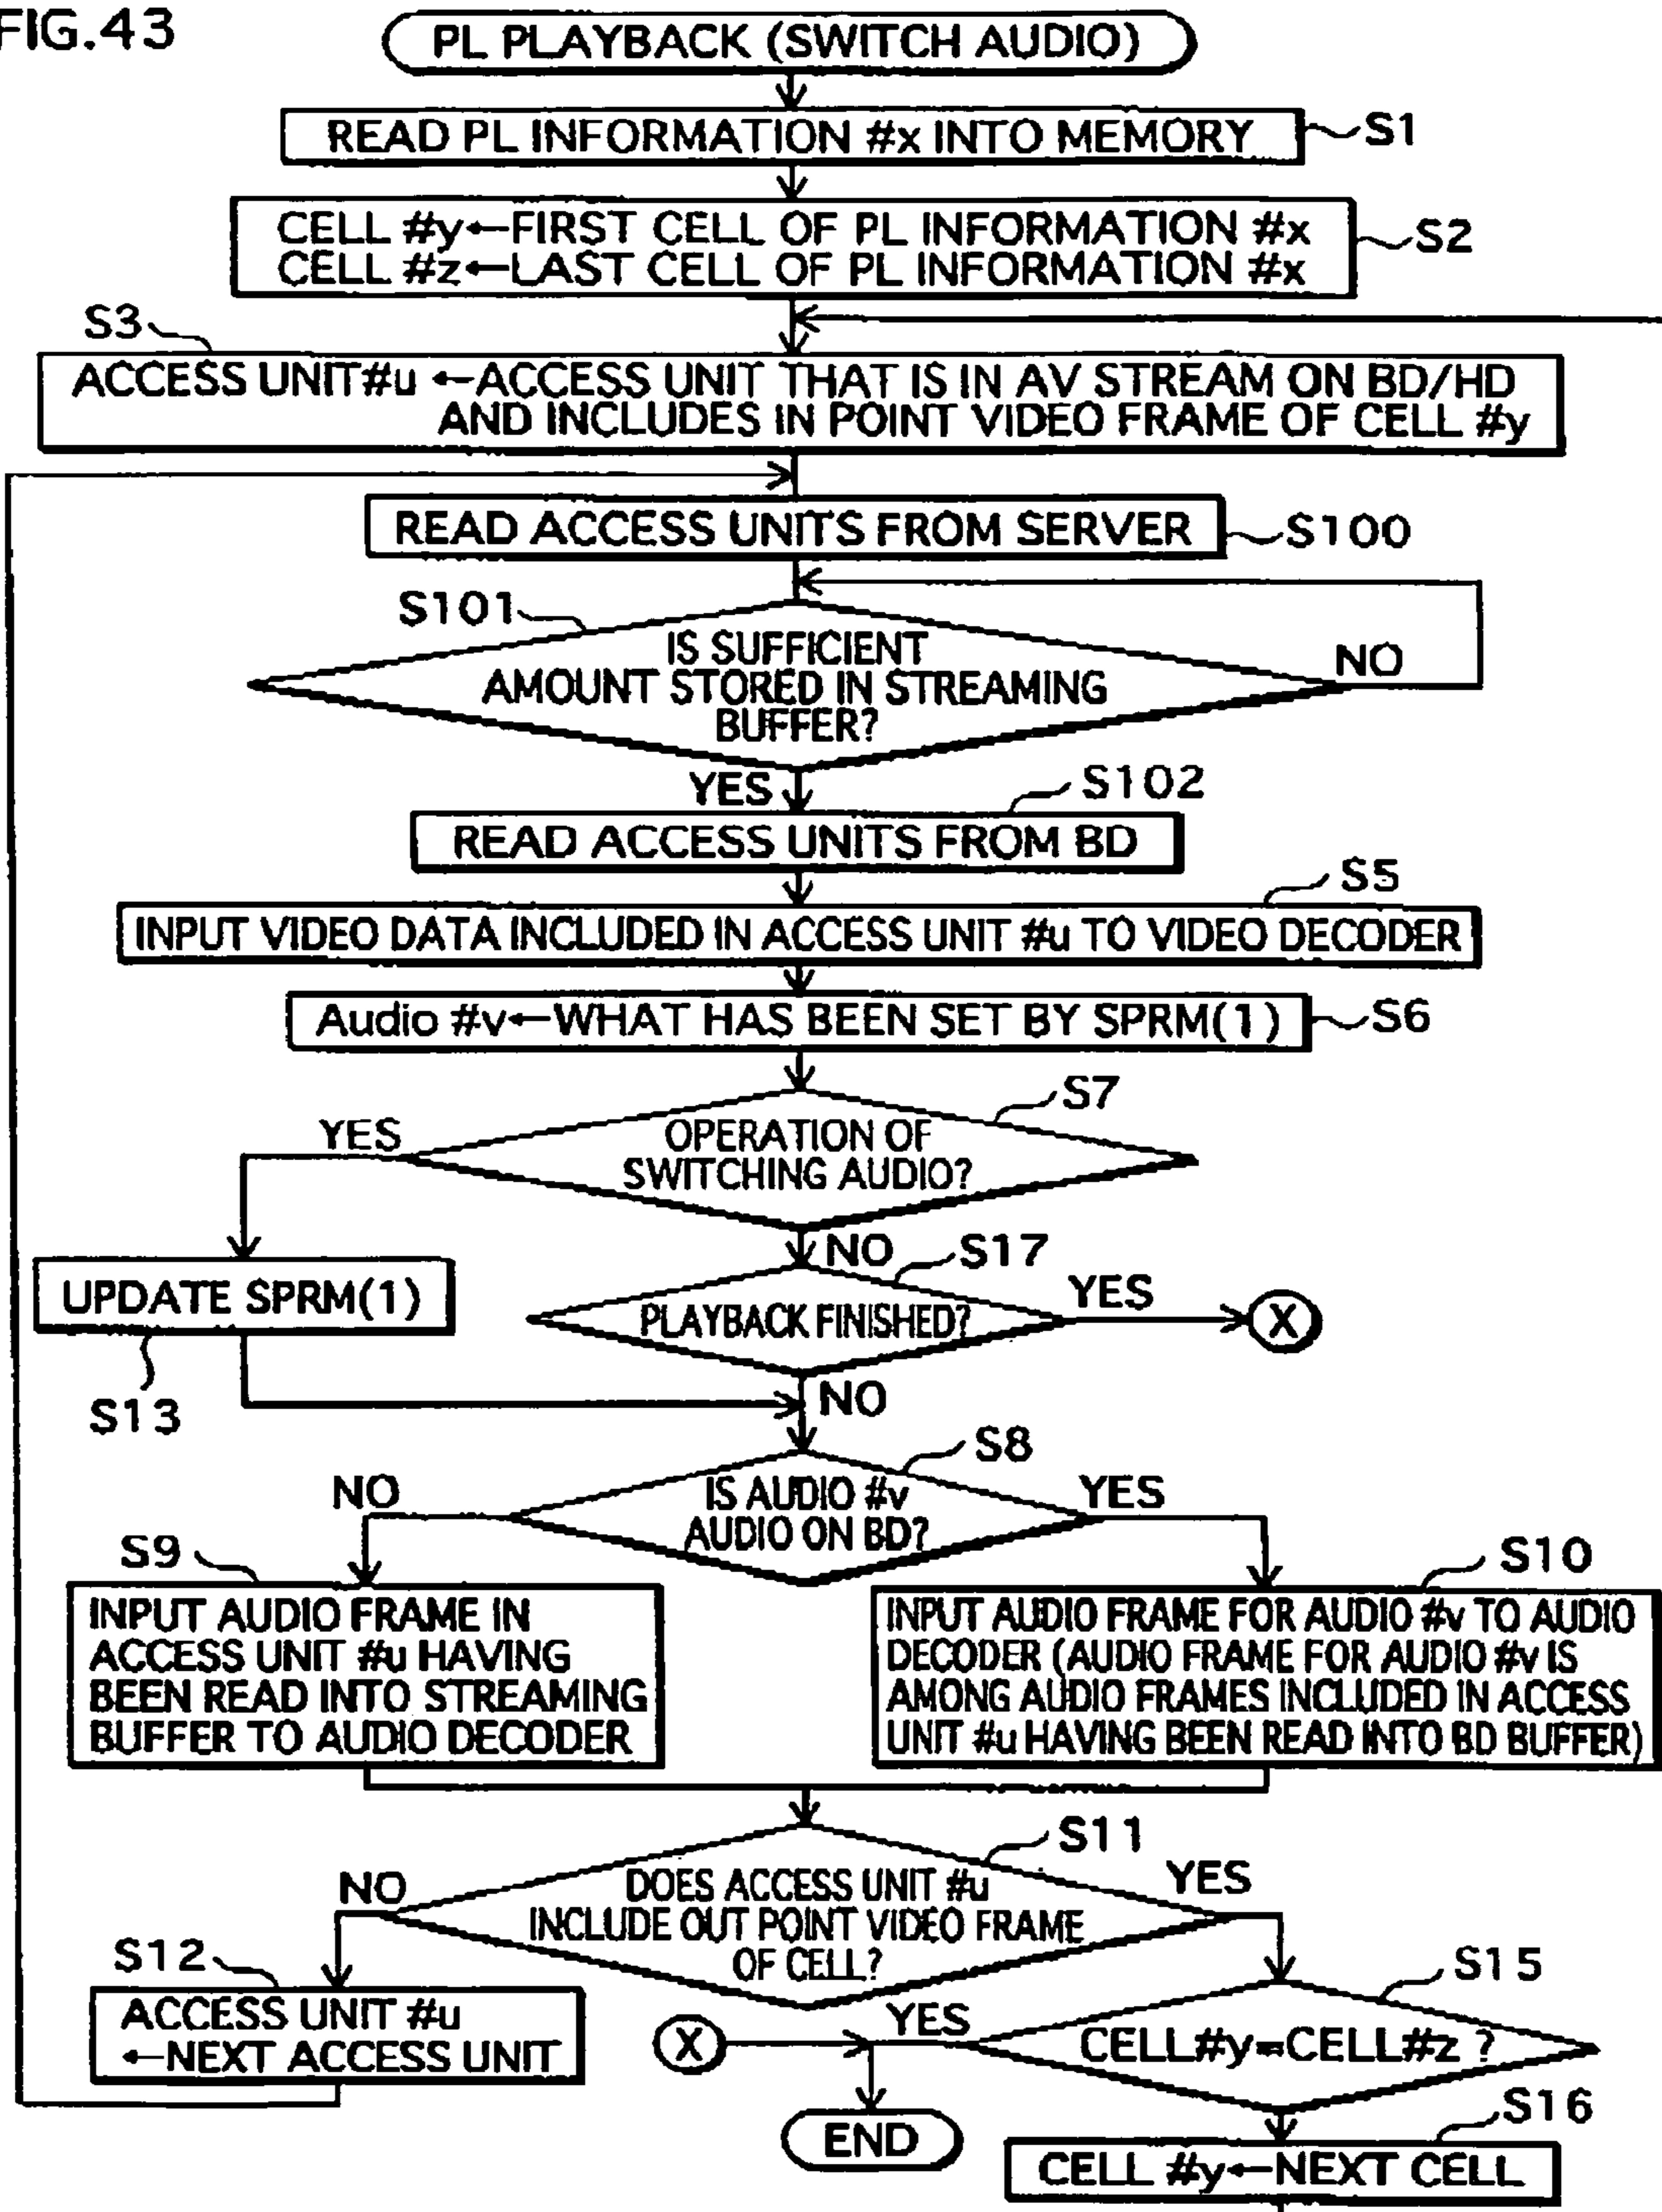 FIG.43
PL PLAYBACK (SWITCH AUDIO)
READ PL INFORMATION #x INTO MEMORY
S1
CELL #y←FIRST CELL OF PL INFORMATION #x
CELL #z←LAST CELL OF PL INFORMATION #x
S2
S3
ACCESS UNIT#u ←ACCESS UNIT THAT IS IN AV STREAM ON BD/HD
AND INCLUDES IN POINT VIDEO FRAME OF CELL #y
READ ACCESS UNITS FROM SERVER
S100
S101
IS SUFFICIENT
AMOUNT STORED IN STREAMING
BUFFER?
NO
YES
S102
READ ACCESS UNITS FROM BD
S5
INPUT VIDEO DATA INCLUDED IN ACCESS UNIT #u TO VIDEO DECODER
Audio #v←WHAT HAS BEEN SET BY SPRM(1)
S6
S7
YES
OPERATION OF
SWITCHING AUDIO?
NO
S17
UPDATE SPRM(1)
PLAYBACK FINISHED?
YES
X
S13
NO
S8
NO
IS AUDIO #v
AUDIO ON BD?
YES
S9
S10
INPUT AUDIO FRAME IN
ACCESS UNIT #u HAVING
BEEN READ INTO STREAMING
BUFFER TO AUDIO DECODER
INPUT AUDIO FRAME FOR AUDIO #v TO AUDIO
DECODER (AUDIO FRAME FOR AUDIO #v IS
AMONG AUDIO FRAMES INCLUDED IN ACCESS
UNIT #u HAVING BEEN READ INTO BD BUFFER)
S11
NO
DOES ACCESS UNIT #u
INCLUDE OUT POINT VIDEO FRAME
OF CELL?
YES
S12
ACCESS UNIT #u
←NEXT ACCESS UNIT
S15
X
YES
CELL#y=CELL#z ?
END
S16
CELL #y←NEXT CELL